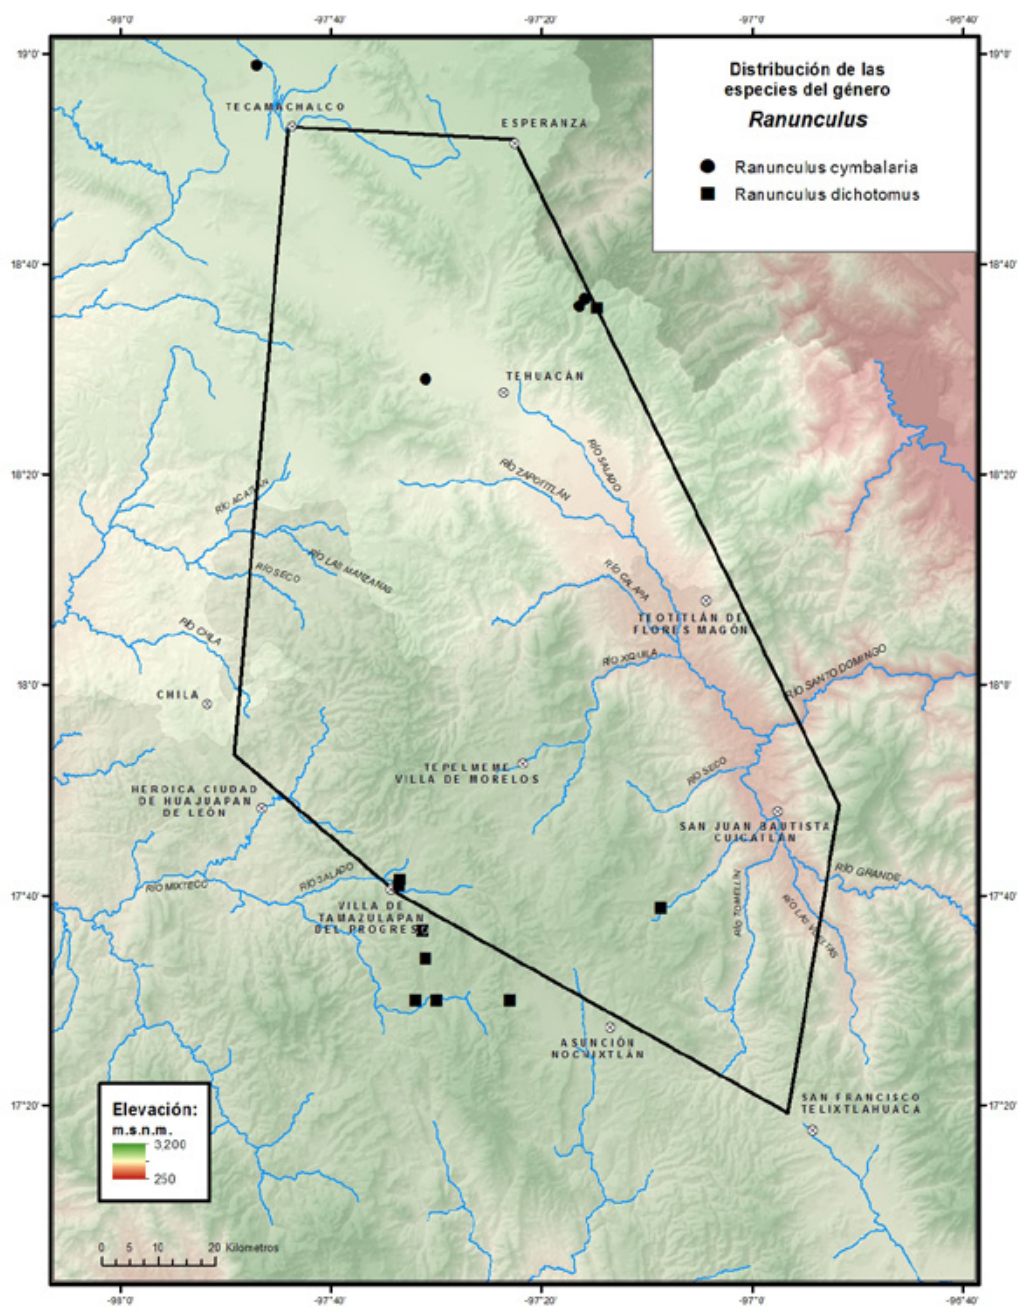 -98°0'
-97°40'
-97°20'
-97°0'
-96°40'
19°0'
19°0'
Distribución de las
especies del género
Ranunculus
Ranunculus cymbalaria
Ranunculus dichotomus
TECAMACHALCO
ESPERANZA
18°40'
18°40'
TEHUACÁN
RÍO SALADO
RÍO ZAPOTITLÁN
18°20'
18°20'
RÍO ACATLÁN
RÍO LAS MANZANAS
RÍO SECO
RÍO CALAPA
TEOTITLÁN DE
FLORES MAGÓN
RÍO CHILA
RÍO XIQUILA
RÍO SANTO DOMINGO
18°0'
18°0'
CHILA
TEPELMEME
VILLA DE MORELOS
RÍO SECO
HEROICA CIUDAD
DE HUAJUAPAN
DE LEÓN
SAN JUAN BAUTISTA
CUICATLÁN
RÍO GRANDE
RÍO MIXTECO
RÍO SALADO
17°40'
17°40'
VILLA DE
TAMAZULAPAN
DEL PROGRESO
RÍO TOMELLÍN
RÍO LAS VUELTAS
ASUNCIÓN
NOCHIXTLÁN
17°20'
17°20'
SAN FRANCISCO
TELIXTLAHUACA
Elevación:
m.s.n.m.
3,200
250
0 5 10 20 Kilometros
-98°0'
-97°40'
-97°20'
-97°0'
-96°40'